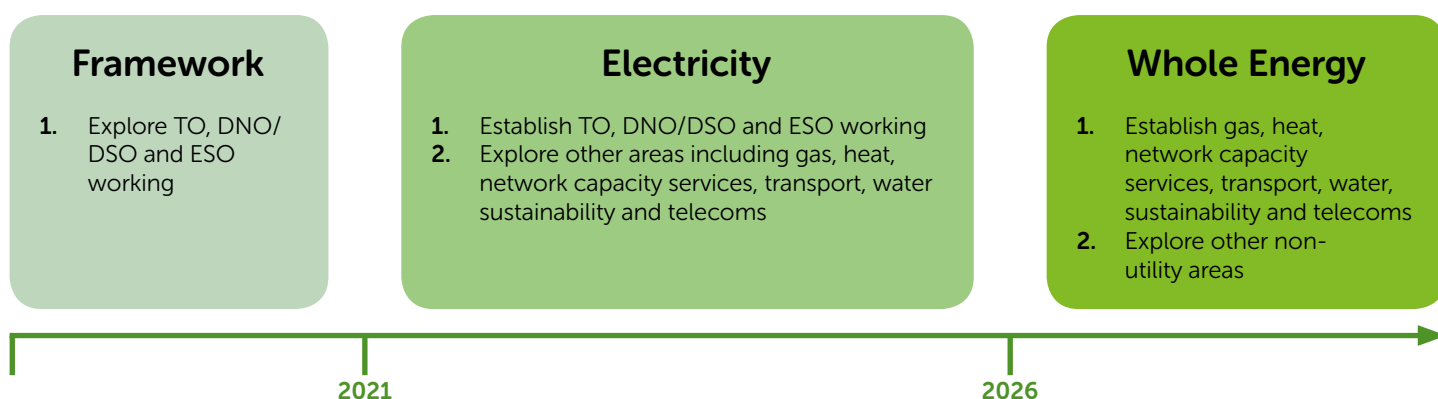 Framework
1. Explore TO, DNO/
DSO and ESO
working
Electricity
1. Establish TO, DNO/DSO and ESO working
2. Explore other areas including gas, heat,
network capacity services, transport, water
sustainability and telecoms
Whole Energy
1. Establish gas, heat,
network capacity
services, transport, water,
sustainability and telecoms
2. Explore other non-
utility areas
2021
2026